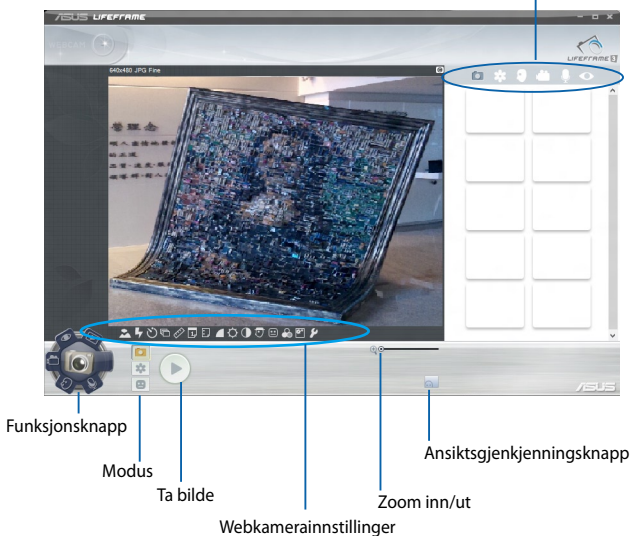 ASUS LIFEFRAME
LIFEFRAME 3
640x480 JPG Fine
ASUS
Funksjonsknapp
Modus
Ta bilde
Webkamerainnstillinger
Zoom inn/ut
Ansiktsgjenkjenningsknapp